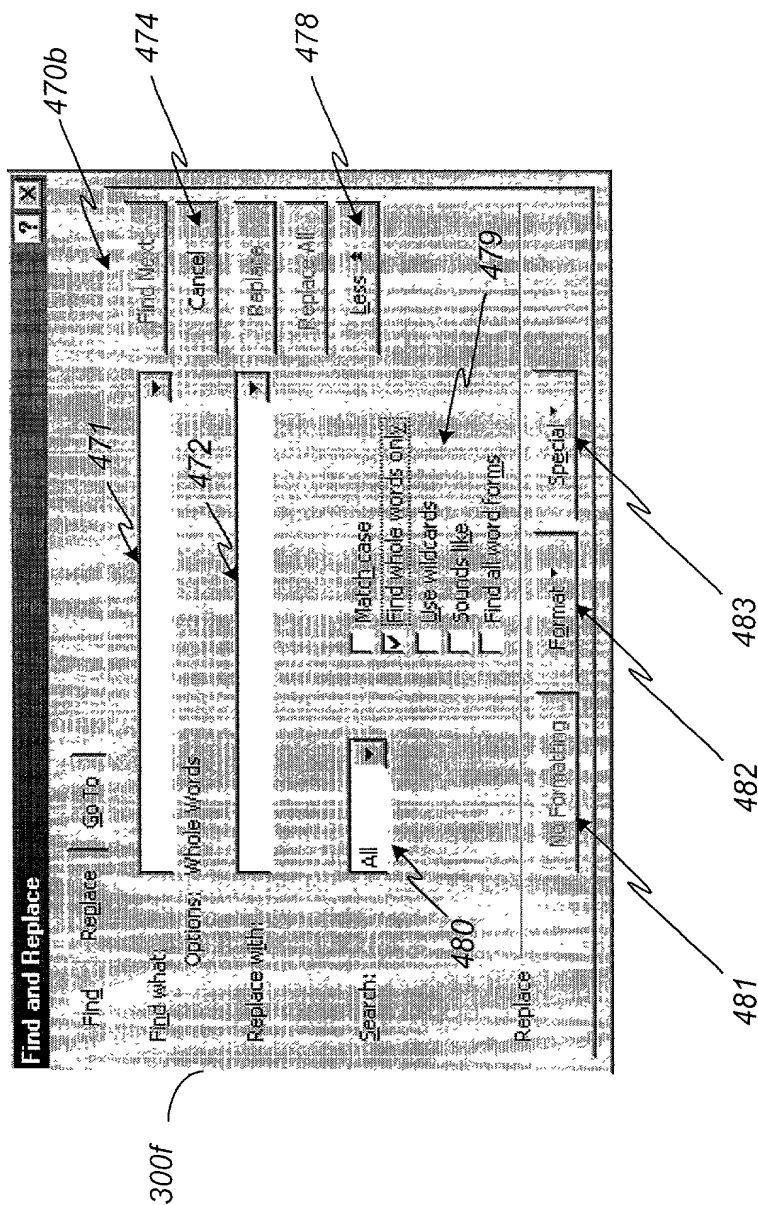 Find and Replace ? ×
Find Replace Go To
470b
Find what:
471
Find Next
Options: Whole Words
Cancel
474
Replace with:
472
Replace
Replace All
Less
478
Search: All
480
Match case
Find whole words only
Use wildcards
Sounds like
Find all word forms
479
Replace
No Formatting Format Special
481 482 483
300f